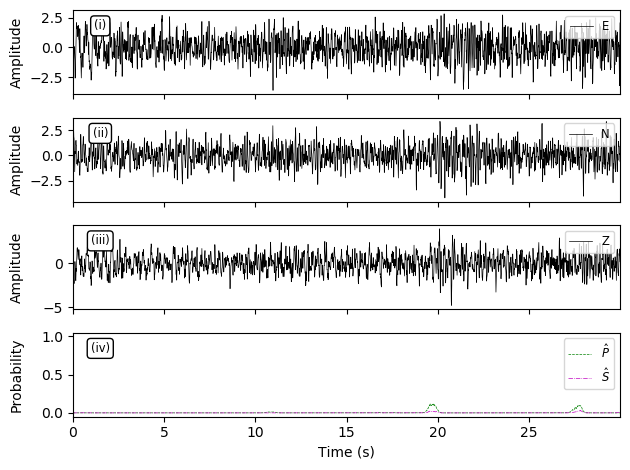 Amplitude
2.5
0.0
−2.5
(i)
E
Amplitude
2.5
0.0
−2.5
(ii)
N
Amplitude
0
−5
(iii)
Z
Probability
1.0
0.5
0.0
(iv)
P̂
Ŝ
0 5 10 15 20 25
Time (s)